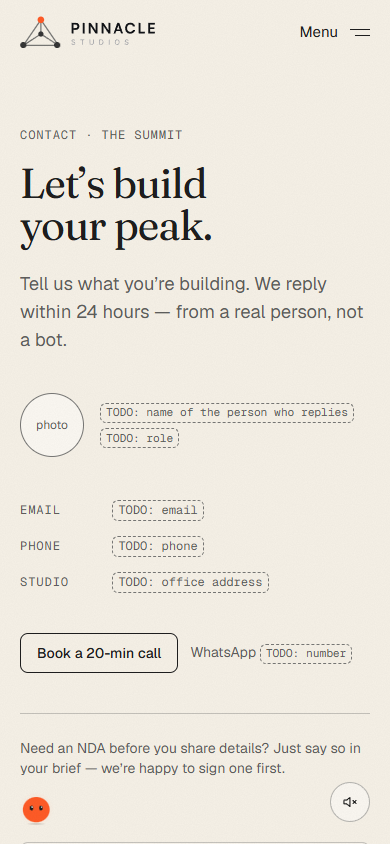 PINNACLE
STUDIOS
Menu
CONTACT · THE SUMMIT
Let’s build
your peak.
Tell us what you’re building. We reply
within 24 hours — from a real person, not
a bot.
photo
TODO: name of the person who replies
TODO: role
EMAIL TODO: email
PHONE TODO: phone
STUDIO TODO: office address
Book a 20-min call WhatsApp TODO: number
Need an NDA before you share details? Just say so in
your brief — we’re happy to sign one first.